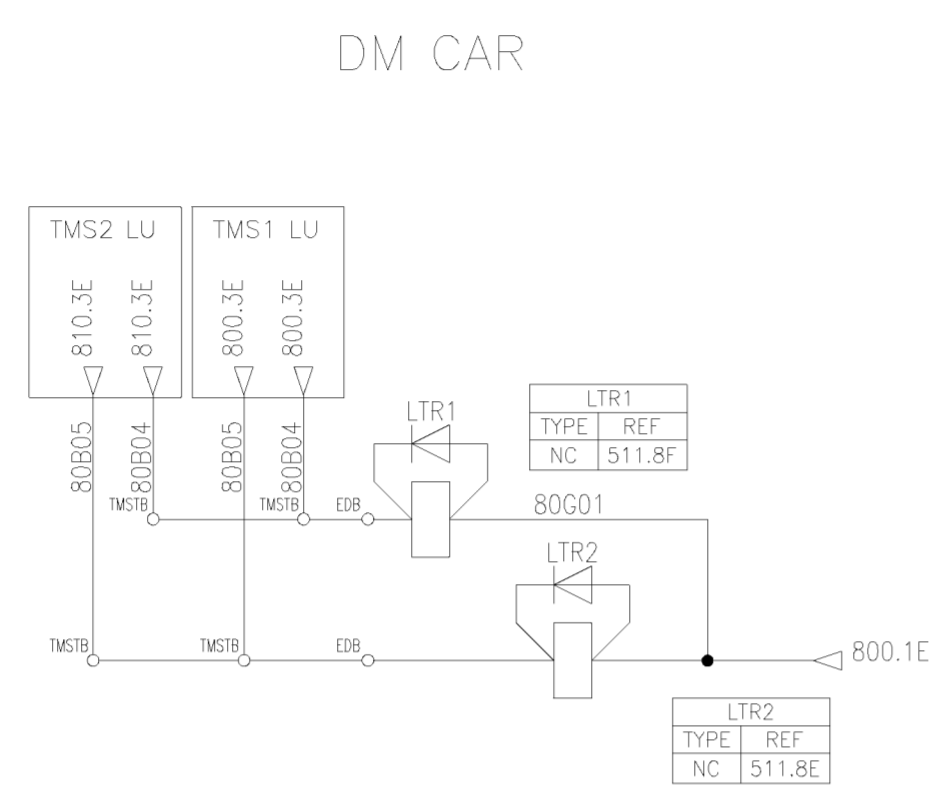 DM CAR
TMS2 LU
TMS1 LU
810.3E
810.3E
800.3E
800.3E
80B05
80B04
80B05
80B04
LTR1
LTR1
TYPE REF
NC 511.8F
TMSTB
TMSTB
EDB
80G01
LTR2
TMSTB
TMSTB
EDB
800.1E
LTR2
TYPE REF
NC 511.8E